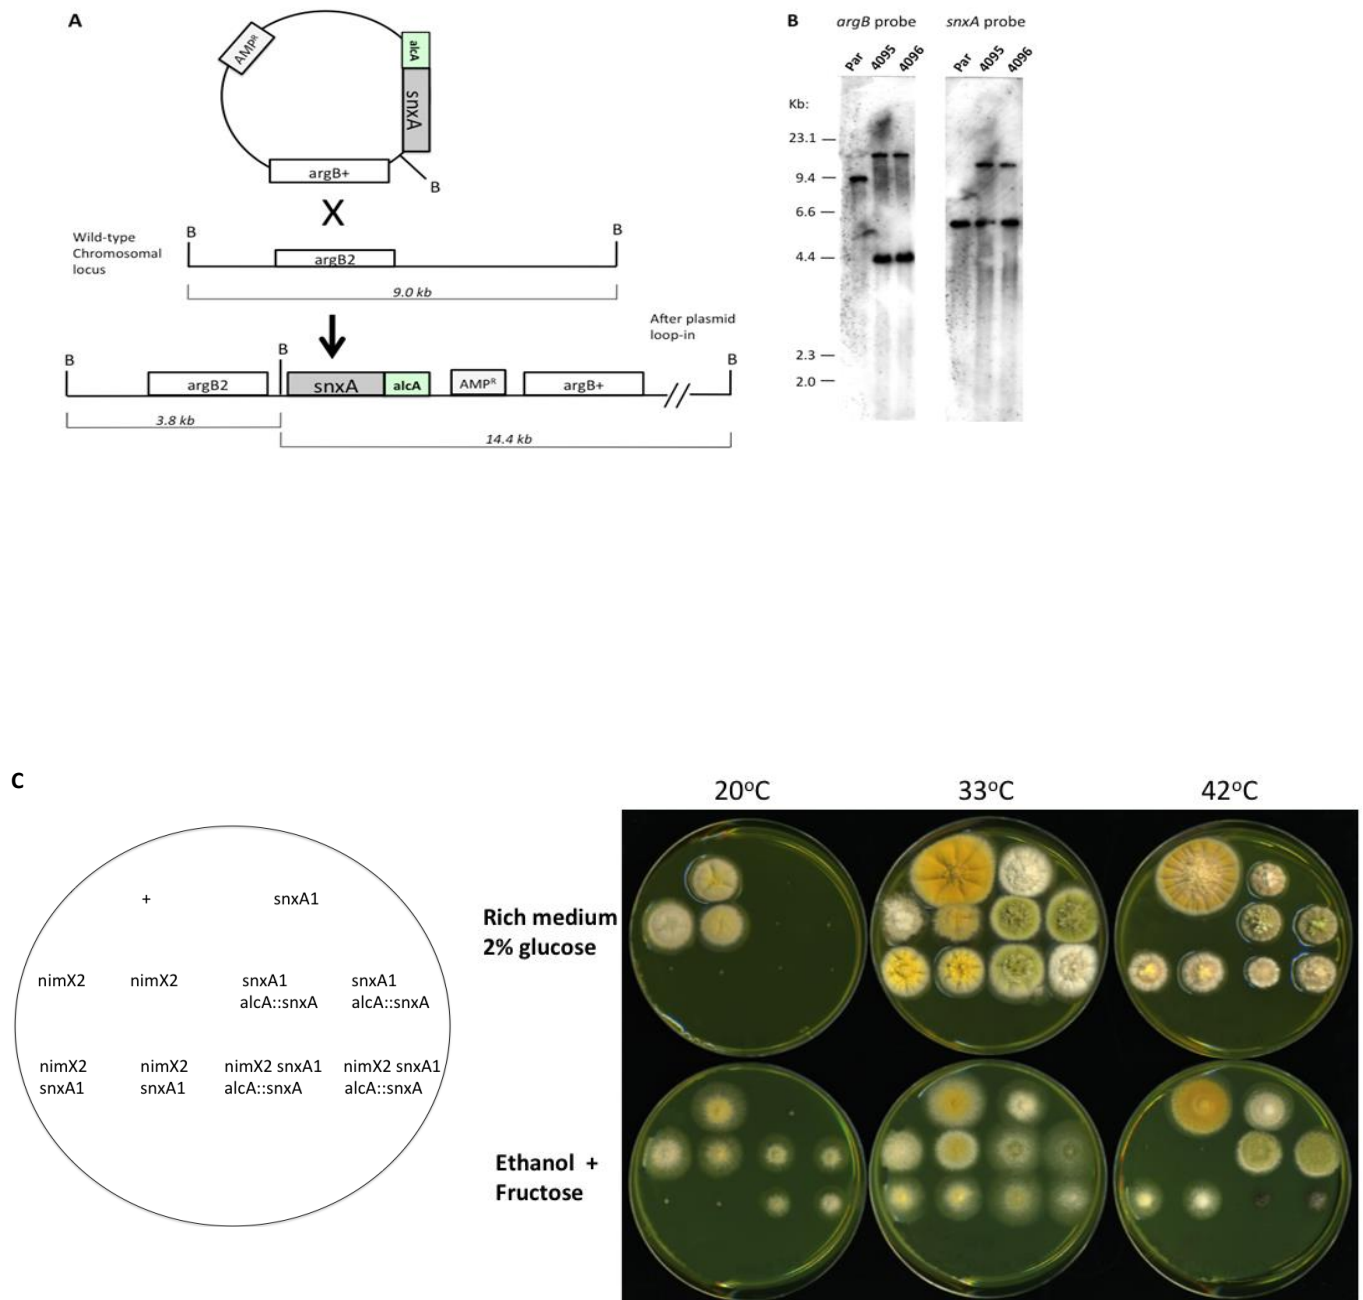 A
AMPᴿ
alcA
snxA
argB+
B
X
Wild-type
Chromosomal
locus
B
B
argB2
9.0 kb
After plasmid
loop-in
B
B
B
argB2
snxA
alcA
AMPᴿ
argB+
3.8 kb
14.4 kb
B
argB probe
snxA probe
Par
4095
4096
Par
4095
4096
Kb:
23.1
9.4
6.6
4.4
2.3
2.0
C
+
snxA1
nimX2
nimX2
snxA1
alcA::snxA
snxA1
alcA::snxA
nimX2
snxA1
nimX2
snxA1
nimX2 snxA1
alcA::snxA
nimX2 snxA1
alcA::snxA
20°C
33°C
42°C
Rich medium
2% glucose
Ethanol +
Fructose